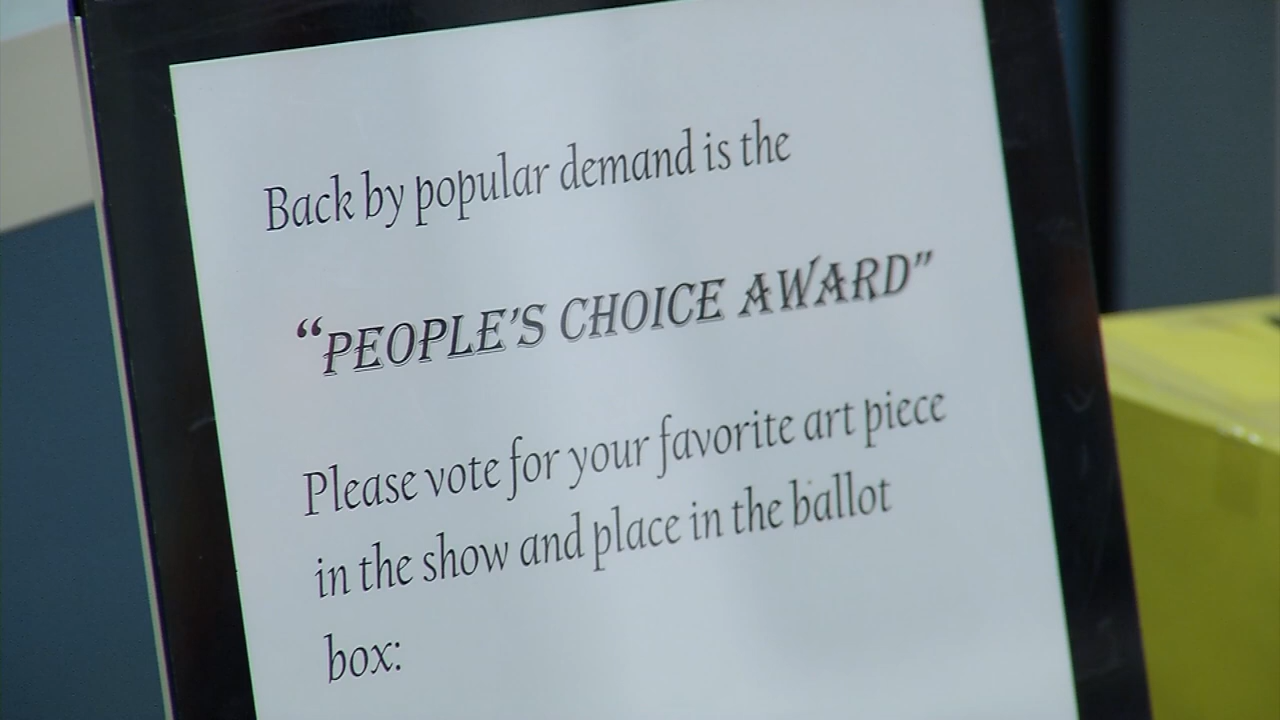 Back by popular demand is the
“PEOPLE’S CHOICE AWARD”
Please vote for your favorite art piece
in the show and place in the ballot
box: